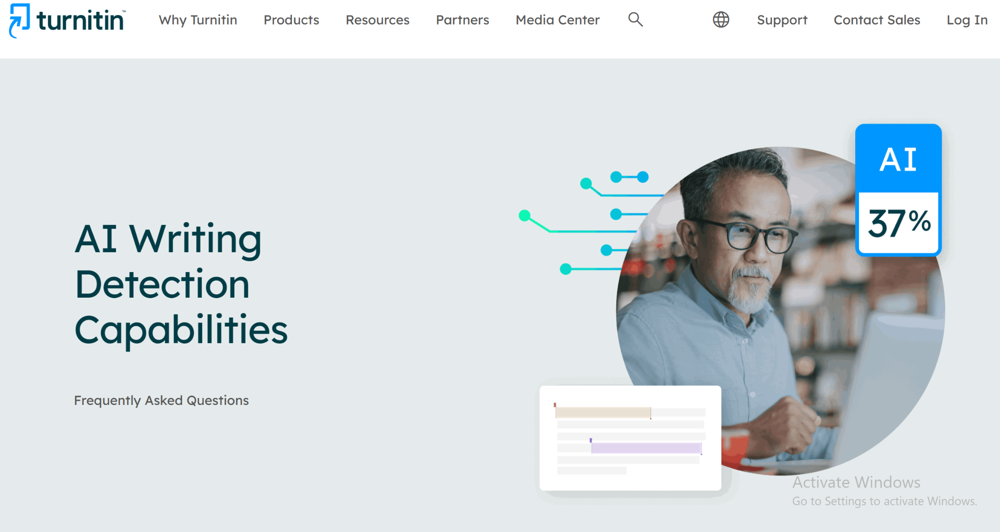 turnitin™
Why Turnitin
Products
Resources
Partners
Media Center
Support
Contact Sales
Log In
AI Writing
Detection
Capabilities
Frequently Asked Questions
AI
37%
Activate Windows
Go to Settings to activate Windows.